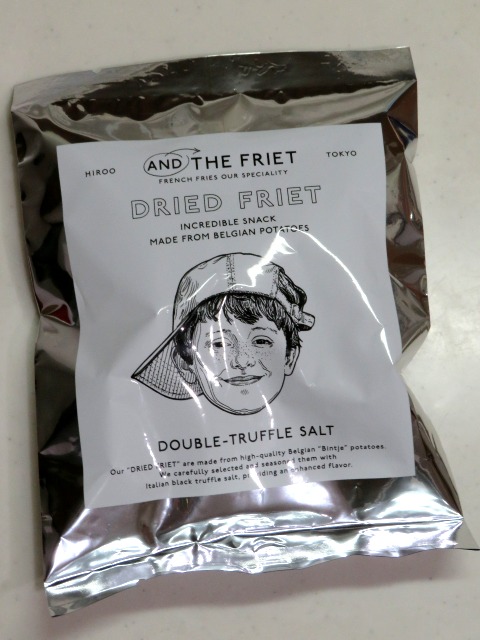 HIROO
AND THE FRIET
TOKYO
FRENCH FRIES OUR SPECIALITY
DRIED FRIET
INCREDIBLE SNACK
MADE FROM BELGIAN POTATOES
DOUBLE-TRUFFLE SALT
Our "DRIED FRIET" are made from high-quality Belgian "Bintje" potatoes.
We carefully selected and seasoned them with
Italian black truffle salt, providing an enhanced flavor.